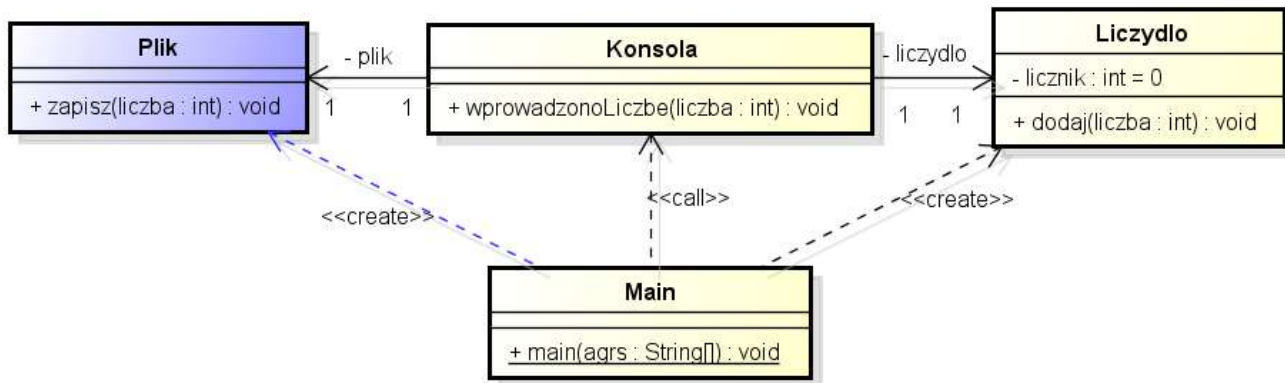 Plik
+ zapisz(liczba : int) : void
- plik
1
1
Konsola
+ wprowadzonoLiczbe(liczba : int) : void
- liczydlo
1
1
Liczydlo
- licznik : int = 0
+ dodaj(liczba : int) : void
<<create>>
<<call>>
<<create>>
Main
+ main(agrs : String[]) : void